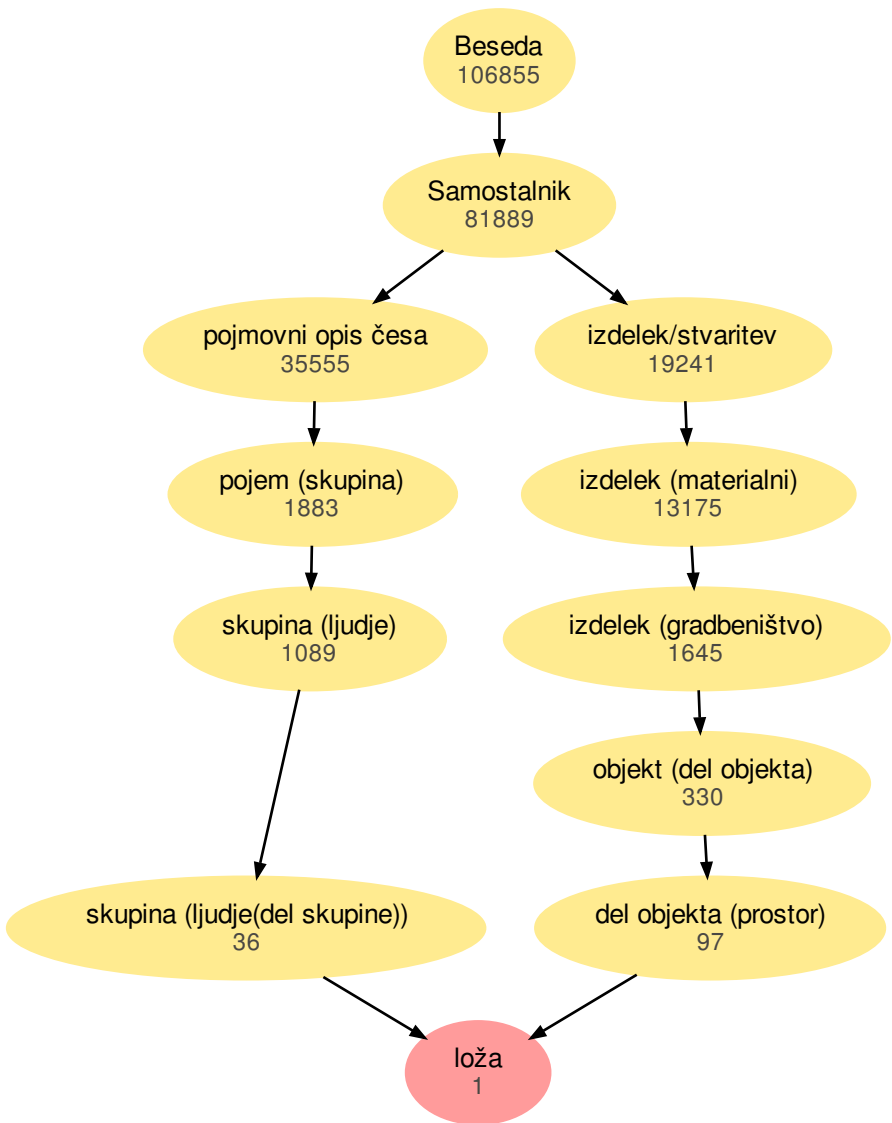 Beseda
106855
Samostalnik
81889
pojmovni opis česa
35555
izdelek/stvaritev
19241
pojem (skupina)
1883
izdelek (materialni)
13175
skupina (ljudje)
1089
izdelek (gradbeništvo)
1645
objekt (del objekta)
330
skupina (ljudje(del skupine))
36
del objekta (prostor)
97
loža
1